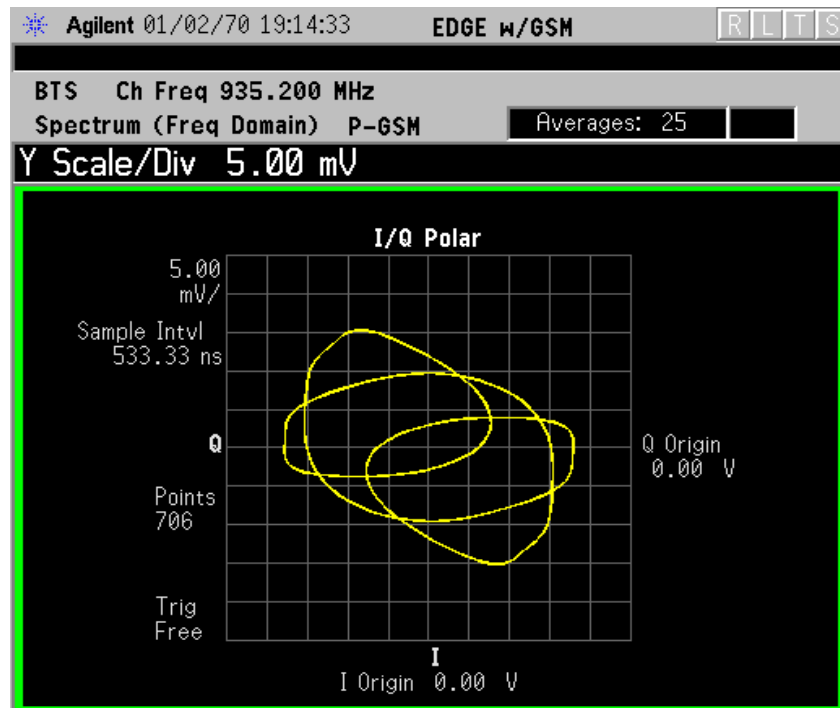 Agilent 01/02/70 19:14:33 EDGE w/GSM R L T S
BTS Ch Freq 935.200 MHz
Spectrum (Freq Domain) P-GSM Averages: 25
Y Scale/Div 5.00 mV
I/Q Polar
5.00
mV/
Sample Intvl
533.33 ns
Q
Q Origin
0.00 V
Points
706
Trig
Free
I
I Origin 0.00 V